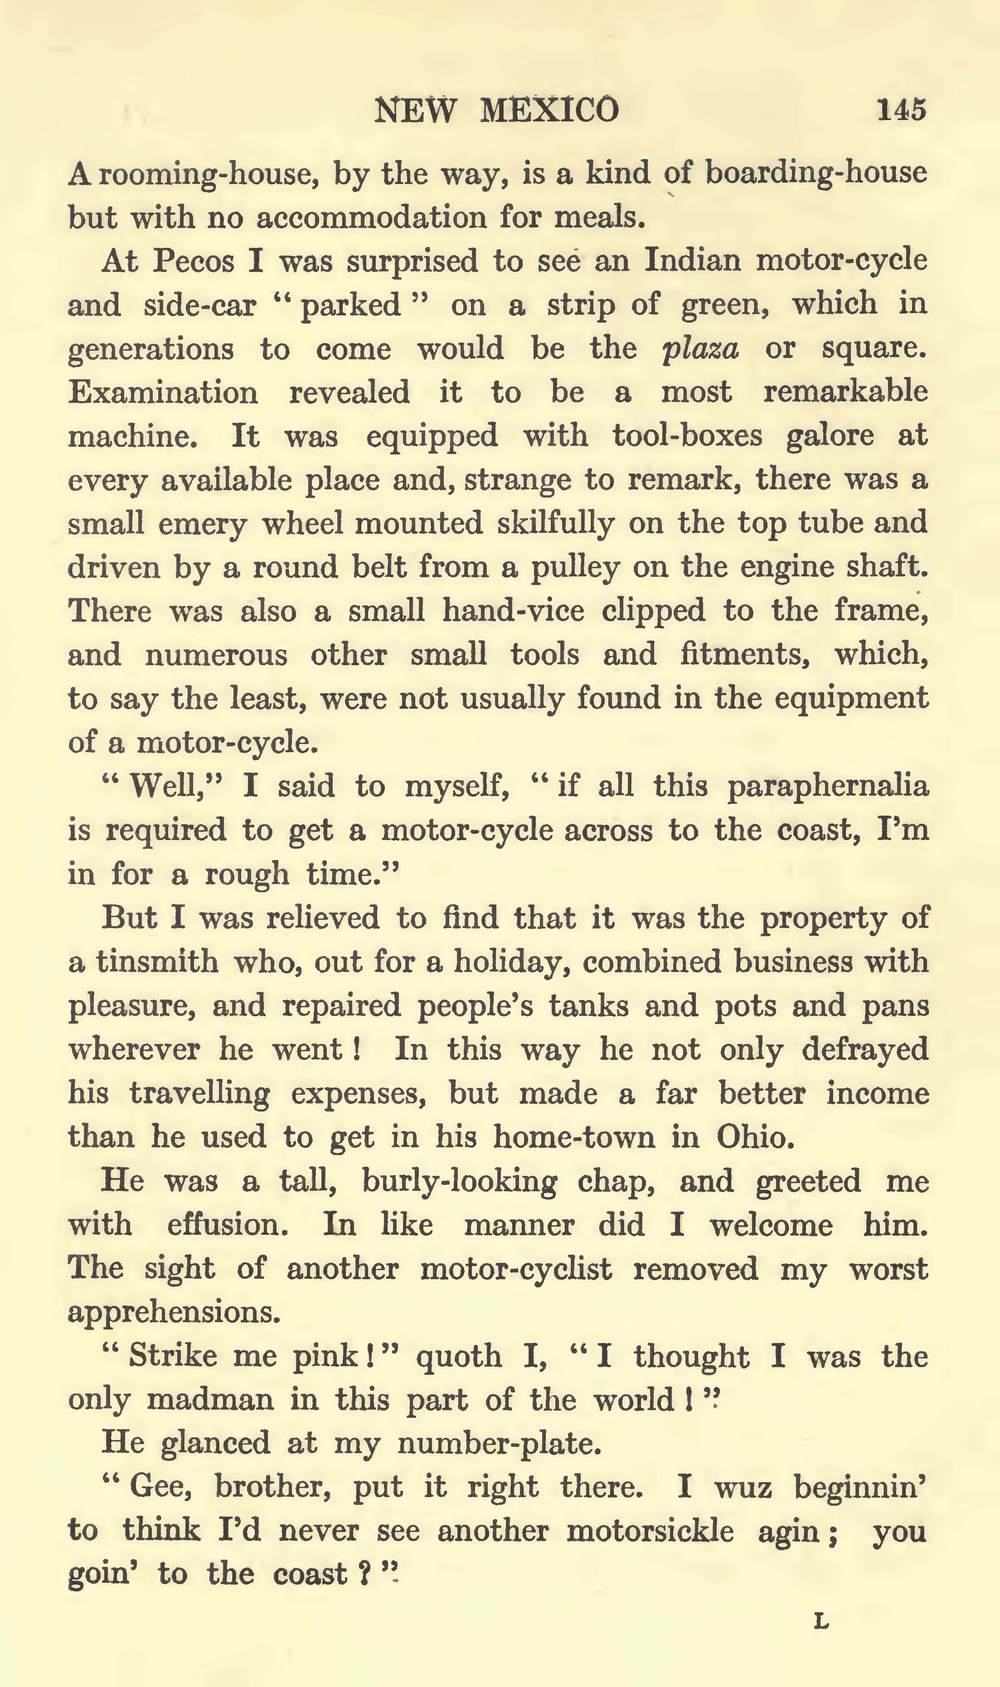 NEW MEXICO 145
A rooming-house, by the way, is a kind of boarding-house
but with no accommodation for meals.
At Pecos I was surprised to see an Indian motor-cycle
and side-car “ parked ” on a strip of green, which in
generations to come would be the plaza or square.
Examination revealed it to be a most remarkable
machine. It was equipped with tool-boxes galore at
every available place and, strange to remark, there was a
small emery wheel mounted skilfully on the top tube and
driven by a round belt from a pulley on the engine shaft.
There was also a small hand-vice clipped to the frame,
and numerous other small tools and fitments, which,
to say the least, were not usually found in the equipment
of a motor-cycle.
“ Well,” I said to myself, “ if all this paraphernalia
is required to get a motor-cycle across to the coast, I’m
in for a rough time.”
But I was relieved to find that it was the property of
a tinsmith who, out for a holiday, combined business with
pleasure, and repaired people’s tanks and pots and pans
wherever he went ! In this way he not only defrayed
his travelling expenses, but made a far better income
than he used to get in his home-town in Ohio.
He was a tall, burly-looking chap, and greeted me
with effusion. In like manner did I welcome him.
The sight of another motor-cyclist removed my worst
apprehensions.
“ Strike me pink ! ” quoth I, “ I thought I was the
only madman in this part of the world ! ”
He glanced at my number-plate.
“ Gee, brother, put it right there. I wuz beginnin’
to think I’d never see another motorsickle agin ; you
goin’ to the coast ? ”
L